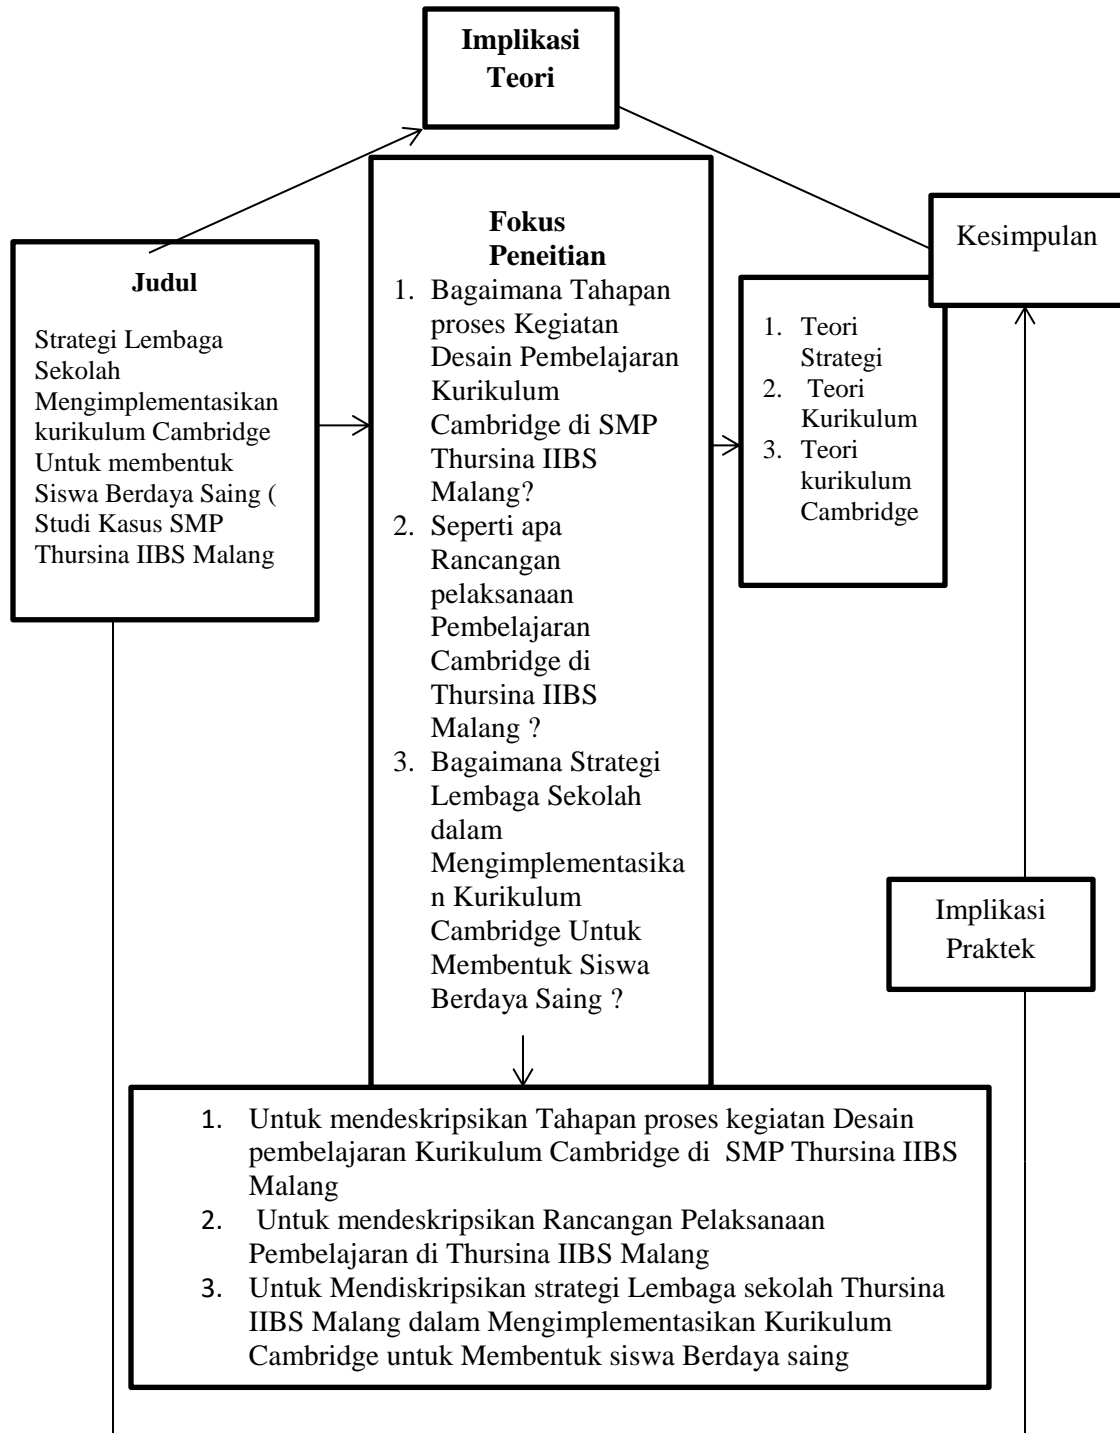 Implikasi
Teori
Judul
Strategi Lembaga
Sekolah
Mengimplementasikan
kurikulum Cambridge
Untuk membentuk
Siswa Berdaya Saing (
Studi Kasus SMP
Thursina IIBS Malang
Fokus
Peneitian
1. Bagaimana Tahapan
proses Kegiatan
Desain Pembelajaran
Kurikulum
Cambridge di SMP
Thursina IIBS
Malang?
2. Seperti apa
Rancangan
pelaksanaan
Pembelajaran
Cambridge di
Thursina IIBS
Malang ?
3. Bagaimana Strategi
Lembaga Sekolah
dalam
Mengimplementasika
n Kurikulum
Cambridge Untuk
Membentuk Siswa
Berdaya Saing ?
1. Teori
Strategi
2. Teori
Kurikulum
3. Teori
kurikulum
Cambridge
Kesimpulan
Implikasi
Praktek
1. Untuk mendeskripsikan Tahapan proses kegiatan Desain
pembelajaran Kurikulum Cambridge di SMP Thursina IIBS
Malang
2. Untuk mendeskripsikan Rancangan Pelaksanaan
Pembelajaran di Thursina IIBS Malang
3. Untuk Mendiskripsikan strategi Lembaga sekolah Thursina
IIBS Malang dalam Mengimplementasikan Kurikulum
Cambridge untuk Membentuk siswa Berdaya saing